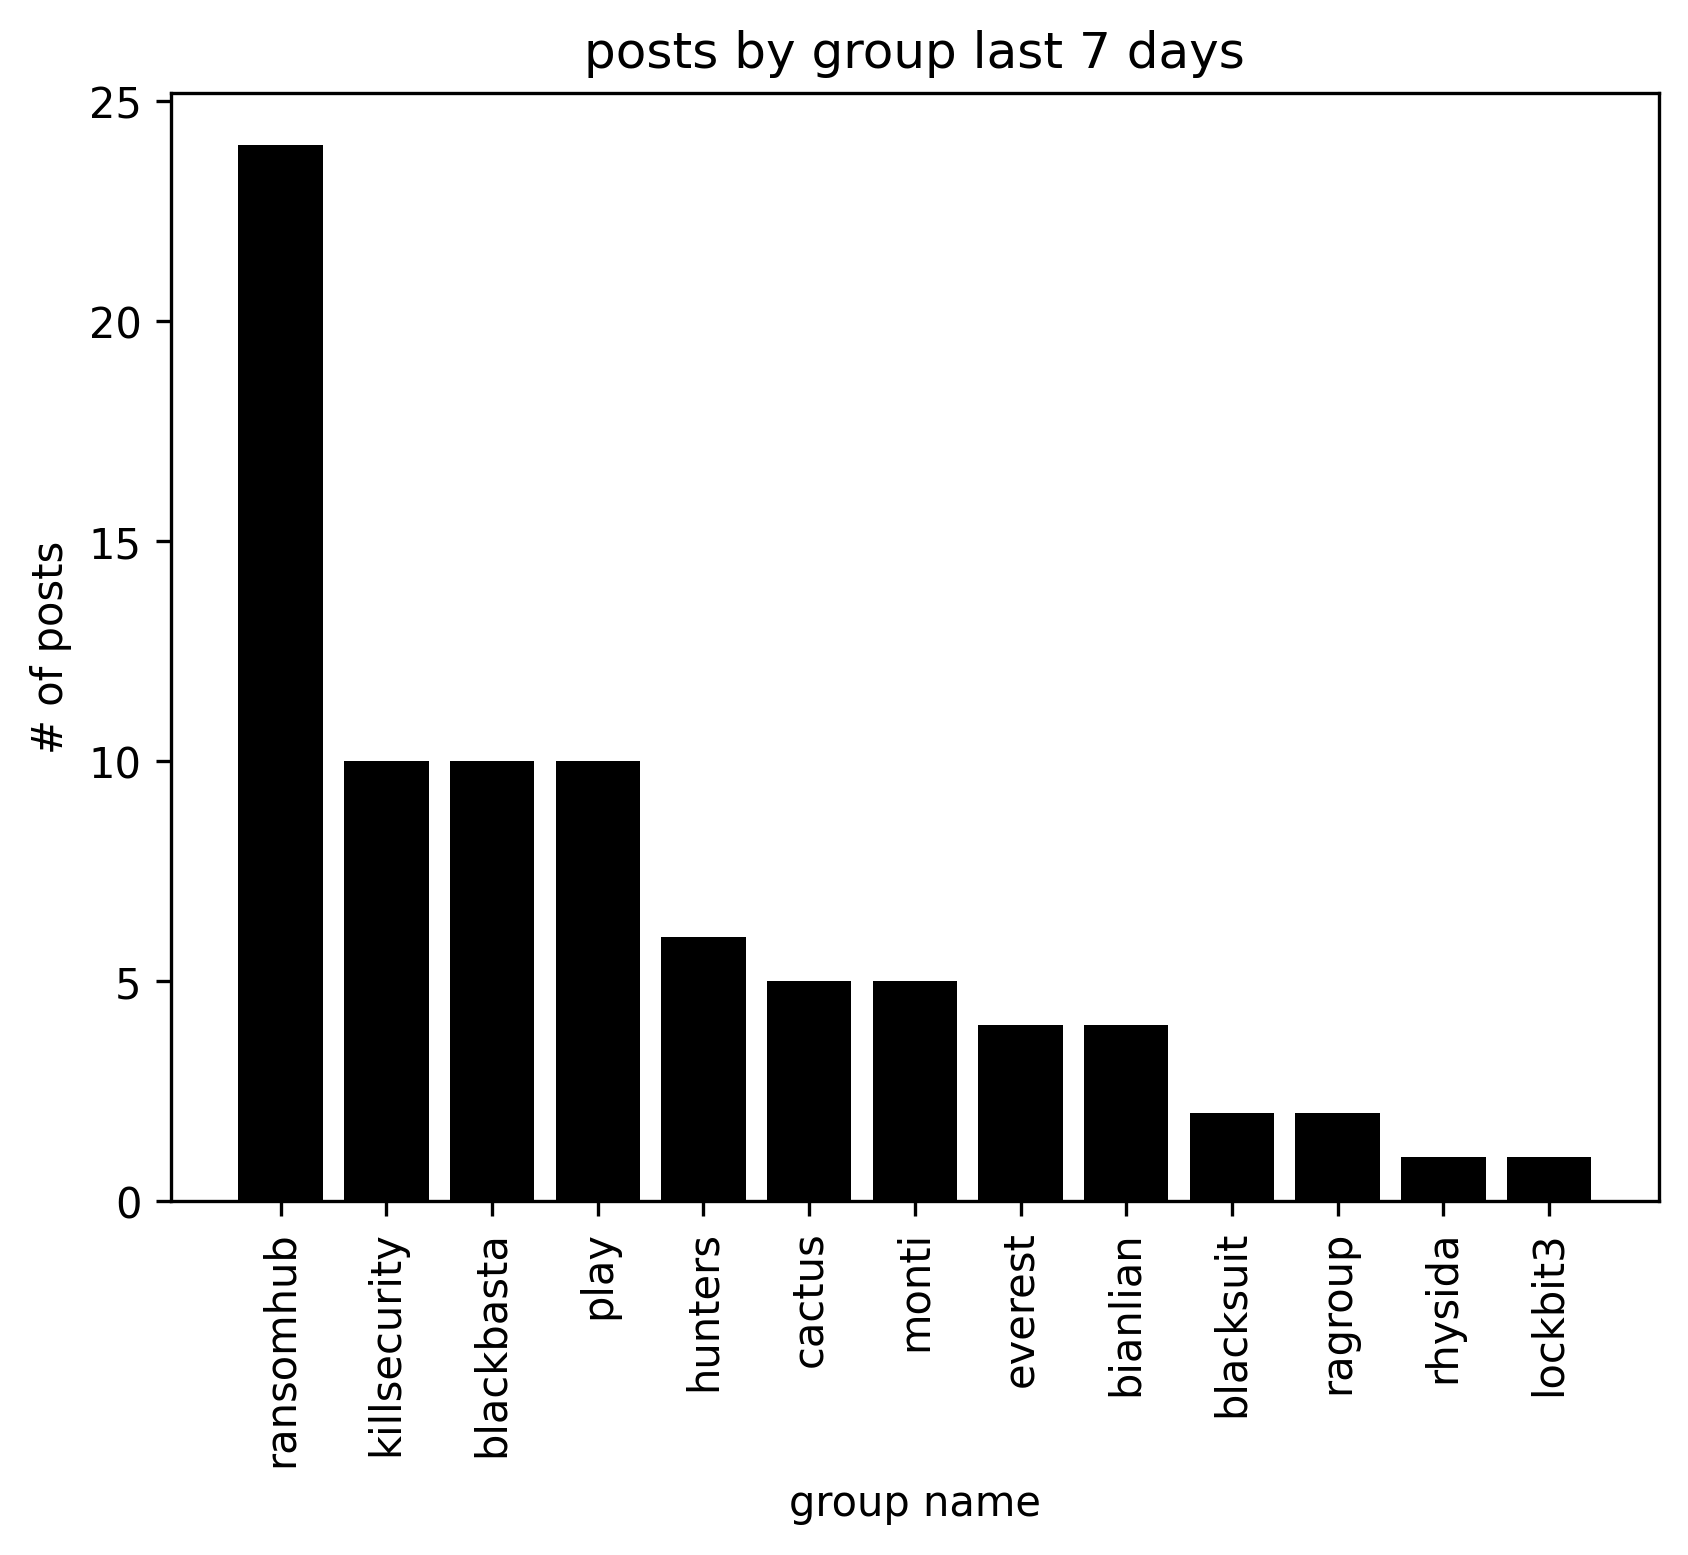 posts by group last 7 days
25
20
15
10
5
0
# of posts
ransomhub
killsecurity
blackbasta
play
hunters
cactus
monti
everest
bianlian
blacksuit
ragroup
rhysida
lockbit3
group name